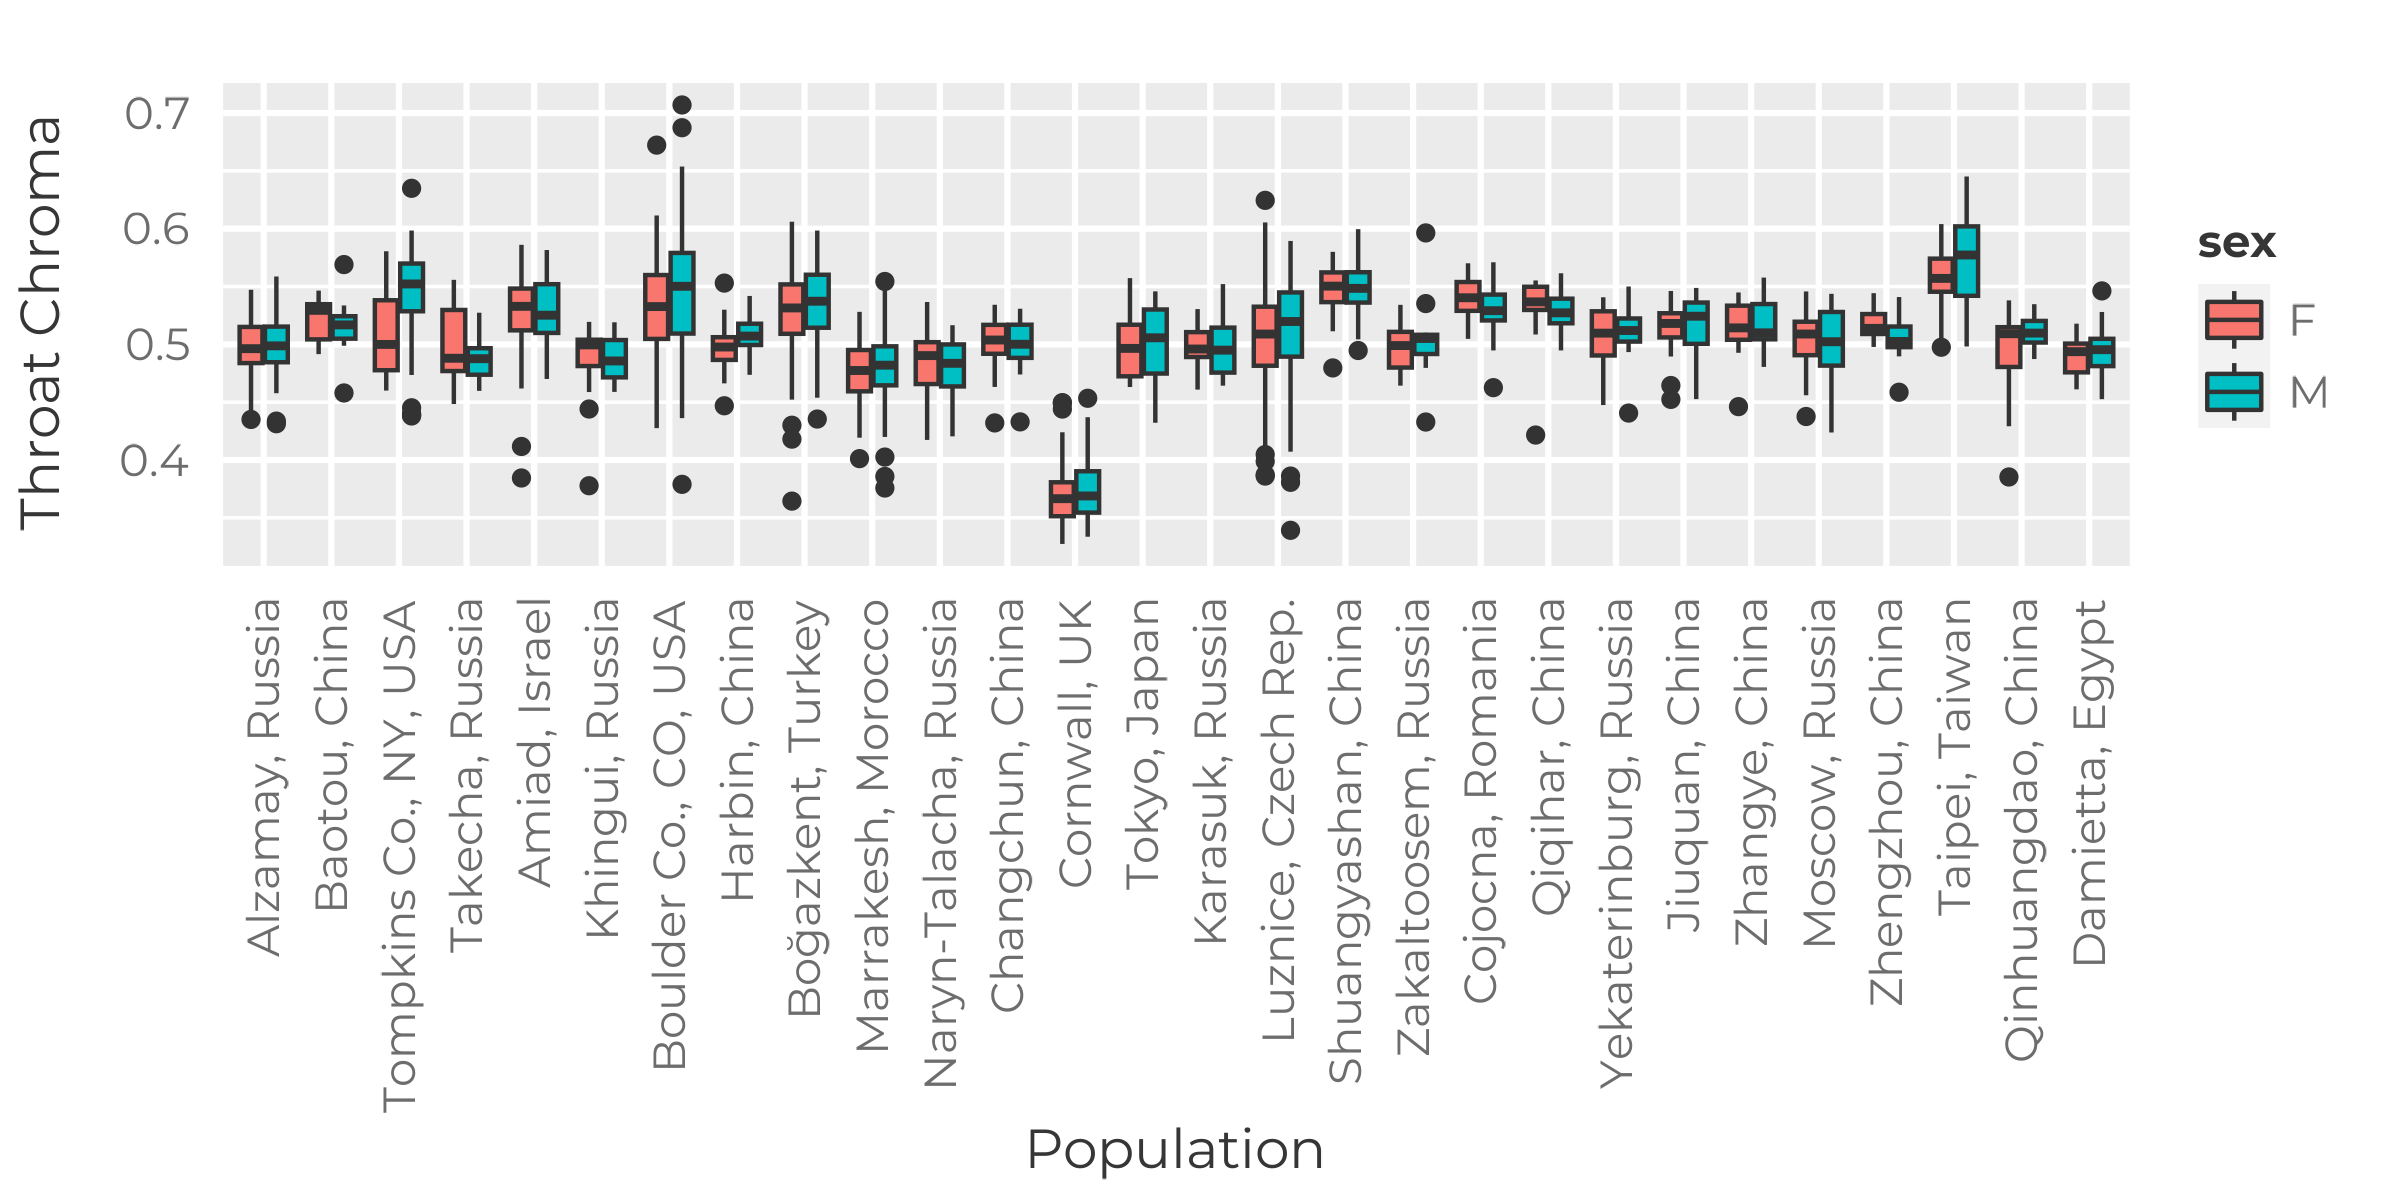 Throat Chroma
0.7
0.6
0.5
0.4
Alzamay, Russia
Baotou, China
Tompkins Co., NY, USA
Takecha, Russia
Amiad, Israel
Khingui, Russia
Boulder Co., CO, USA
Harbin, China
Boğazkent, Turkey
Marrakesh, Morocco
Naryn-Talacha, Russia
Changchun, China
Cornwall, UK
Tokyo, Japan
Karasuk, Russia
Luznice, Czech Rep.
Shuangyashan, China
Zakaltoosem, Russia
Cojocna, Romania
Qiqihar, China
Yekaterinburg, Russia
Jiuquan, China
Zhangye, China
Moscow, Russia
Zhengzhou, China
Taipei, Taiwan
Qinhuangdao, China
Damietta, Egypt
Population
sex
F
M